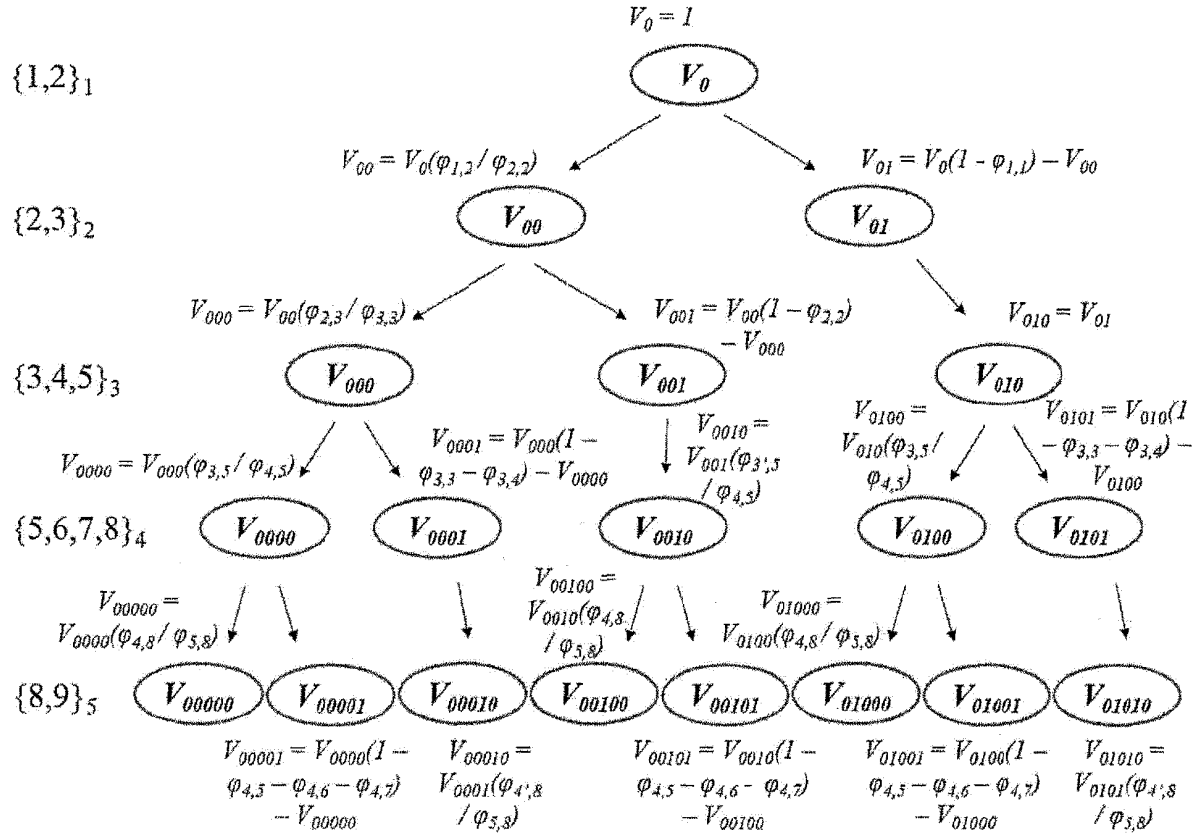 V₀ = 1
{1,2}₁
V₀
V₀₀ = V₀(φ₁,₂ / φ₂,₂)
V₀₁ = V₀(1 - φ₁,₁) – V₀₀
{2,3}₂
V₀₀
V₀₁
V₀₀₀ = V₀₀(φ₂,₃ / φ₃,₃)
V₀₀₁ = V₀₀(1 – φ₂,₂)
– V₀₀₀
V₀₁₀ = V₀₁
{3,4,5}₃
V₀₀₀
V₀₀₁
V₀₁₀
V₀₀₀₀ = V₀₀₀(φ₃,₅ / φ₄,₅)
V₀₀₀₁ = V₀₀₀(1 –
φ₃,₃ – φ₃,₄) – V₀₀₀₀
V₀₀₁₀ =
V₀₀₁(φ₃',₅
/ φ₄,₅)
V₀₁₀₀ =
V₀₁₀(φ₃,₅ /
φ₄,₅)
V₀₁₀₁ = V₀₁₀(1
– φ₃,₃ – φ₃,₄) –
V₀₁₀₀
{5,6,7,8}₄
V₀₀₀₀
V₀₀₀₁
V₀₀₁₀
V₀₁₀₀
V₀₁₀₁
V₀₀₀₀₀ =
V₀₀₀₀(φ₄,₈ / φ₅,₈)
V₀₀₁₀₀ =
V₀₀₁₀(φ₄,₈
/ φ₅,₈)
V₀₁₀₀₀ =
V₀₁₀₀(φ₄,₈ / φ₅,₈)
{8,9}₅
V₀₀₀₀₀
V₀₀₀₀₁
V₀₀₀₁₀
V₀₀₁₀₀
V₀₀₁₀₁
V₀₁₀₀₀
V₀₁₀₀₁
V₀₁₀₁₀
V₀₀₀₀₁ = V₀₀₀₀(1 –
φ₄,₅ – φ₄,₆ – φ₄,₇)
– V₀₀₀₀₀
V₀₀₀₁₀ =
V₀₀₀₁(φ₄',₈
/ φ₅,₈)
V₀₀₁₀₁ = V₀₀₁₀(1 –
φ₄,₅ – φ₄,₆ - φ₄,₇)
– V₀₀₁₀₀
V₀₁₀₀₁ = V₀₁₀₀(1 –
φ₄,₅ – φ₄,₆ – φ₄,₇)
– V₀₁₀₀₀
V₀₁₀₁₀ =
V₀₁₀₁(φ₄',₈
/ φ₅,₈)